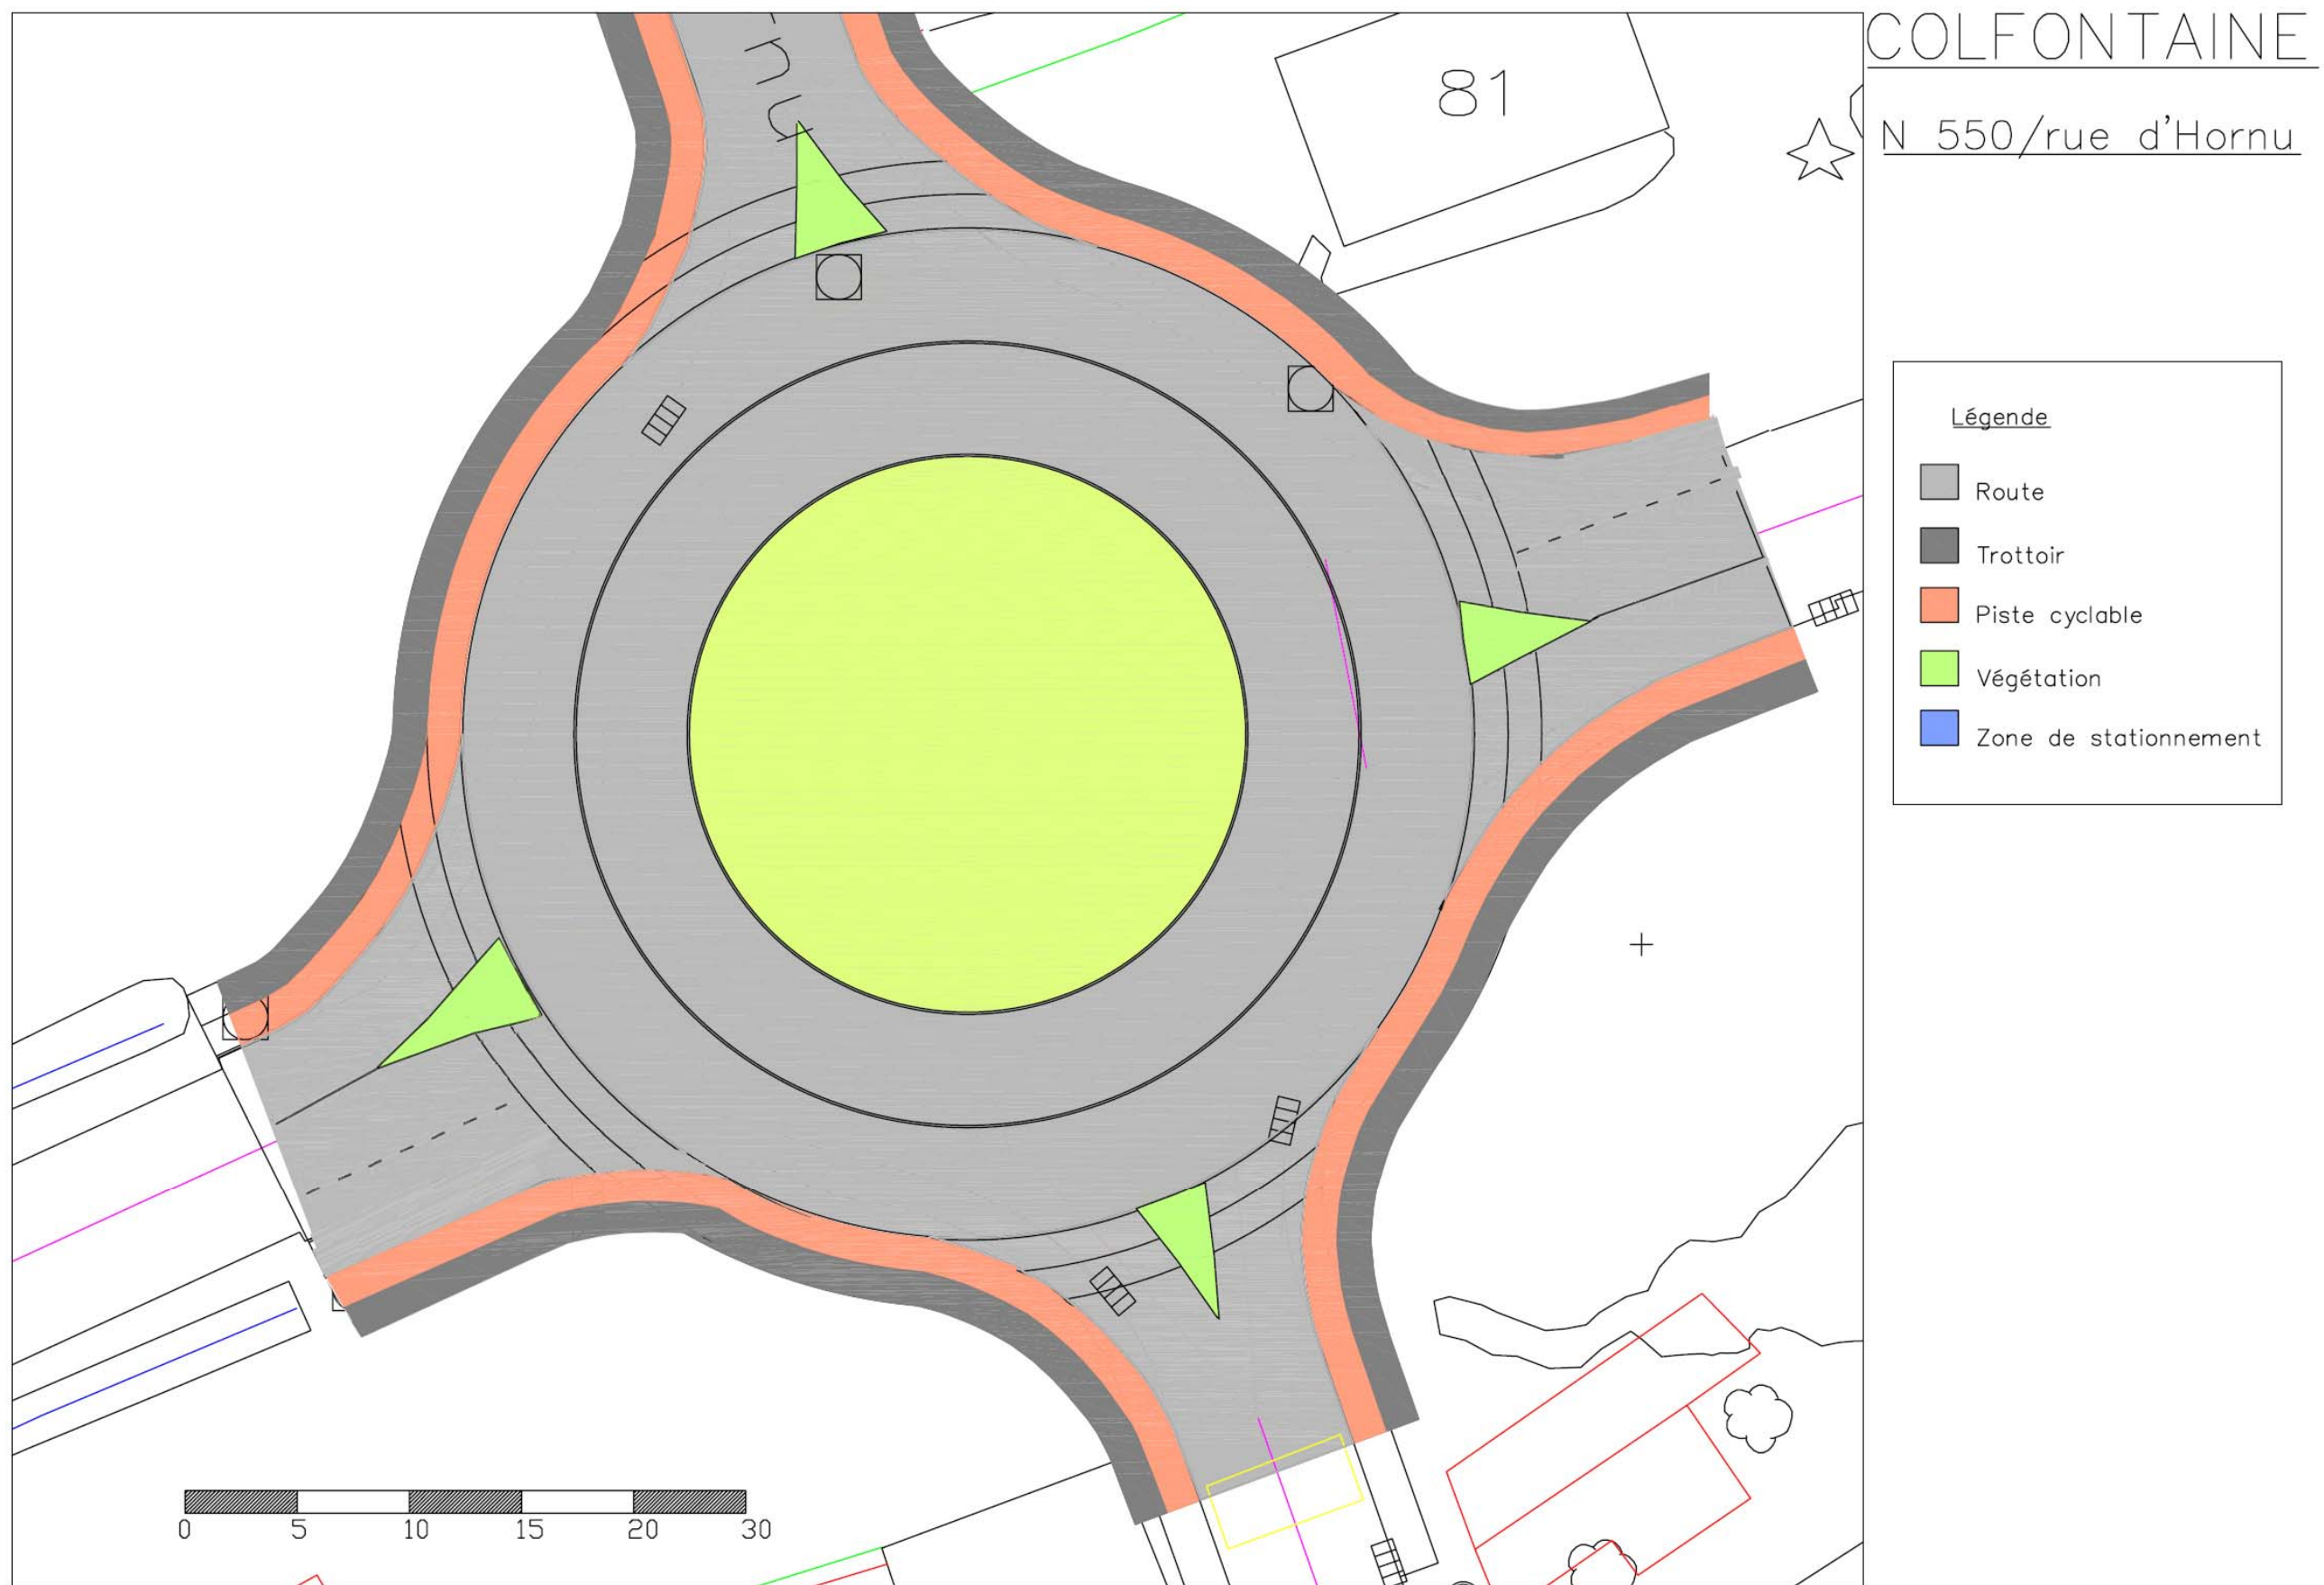 COLFONTAINE
N 550/rue d'Hornu
nu
81
Légende
Route
Trottoir
Piste cyclable
Végétation
Zone de stationnement
0 5 10 15 20 30